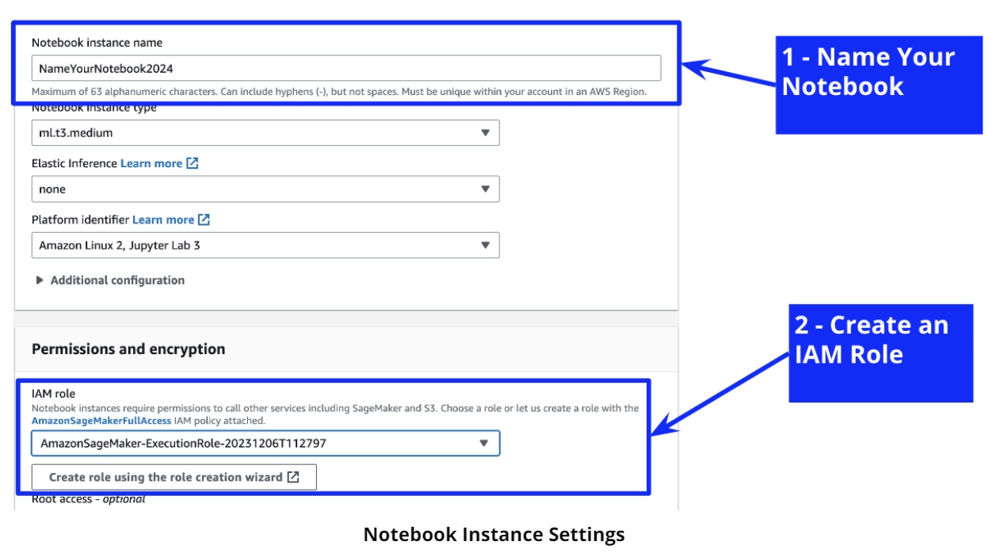 Notebook instance name
NameYourNotebook2024
Maximum of 63 alphanumeric characters. Can include hyphens (-), but not spaces. Must be unique within your account in an AWS Region.
1 - Name Your
Notebook
Notebook instance type
ml.t3.medium
Elastic Inference Learn more
none
Platform identifier Learn more
Amazon Linux 2, Jupyter Lab 3
Additional configuration
Permissions and encryption
2 - Create an
IAM Role
IAM role
Notebook instances require permissions to call other services including SageMaker and S3. Choose a role or let us create a role with the
AmazonSageMakerFullAccess IAM policy attached.
AmazonSageMaker-ExecutionRole-20231206T112797
Create role using the role creation wizard
Root access - optional
Notebook Instance Settings